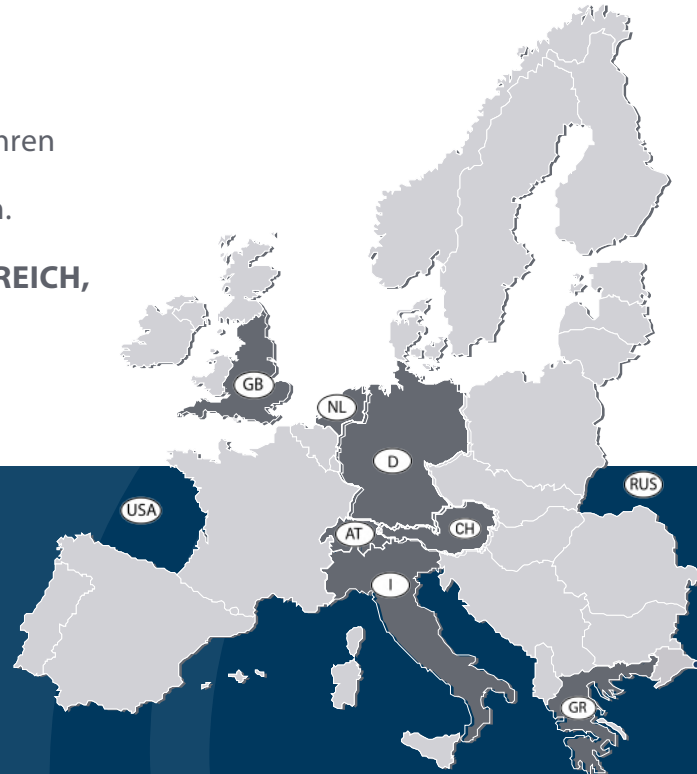 hren
n.
REICH,
GB
NL
D
RUS
USA
AT
CH
I
GR